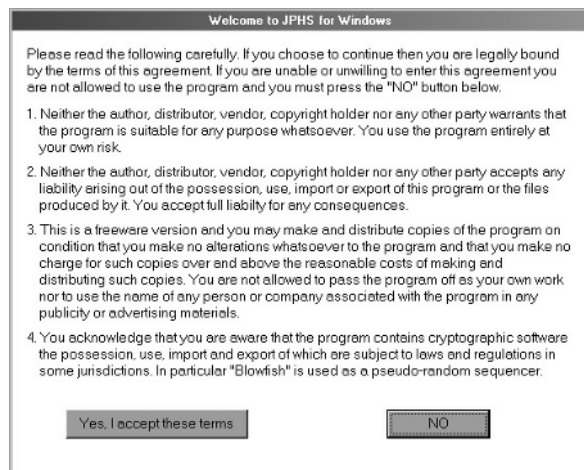 Welcome to JPHS for Windows
Please read the following carefully. If you choose to continue then you are legally bound
by the terms of this agreement. If you are unable or unwilling to enter this agreement you
are not allowed to use the program and you must press the "NO" button below.
1. Neither the author, distributor, vendor, copyright holder nor any other party warrants that
the program is suitable for any purpose whatsoever. You use the program entirely at
your own risk.
2. Neither the author, distributor, vendor, copyright holder nor any other party accepts any
liability arising out of the possession, use, import or export of this program or the files
produced by it. You accept full liabilty for any consequences.
3. This is a freeware version and you may make and distribute copies of the program on
condition that you make no alterations whatsoever to the program and that you make no
charge for such copies over and above the reasonable costs of making and
distributing such copies. You are not allowed to pass the program off as your own work
nor to use the name of any person or company associated with the program in any
publicity or advertising materials.
4. You acknowledge that you are aware that the program contains cryptographic software
the possession, use, import and export of which are subject to laws and regulations in
some jurisdictions. In particular "Blowfish" is used as a pseudo-random sequencer.
Yes, I accept these terms
NO